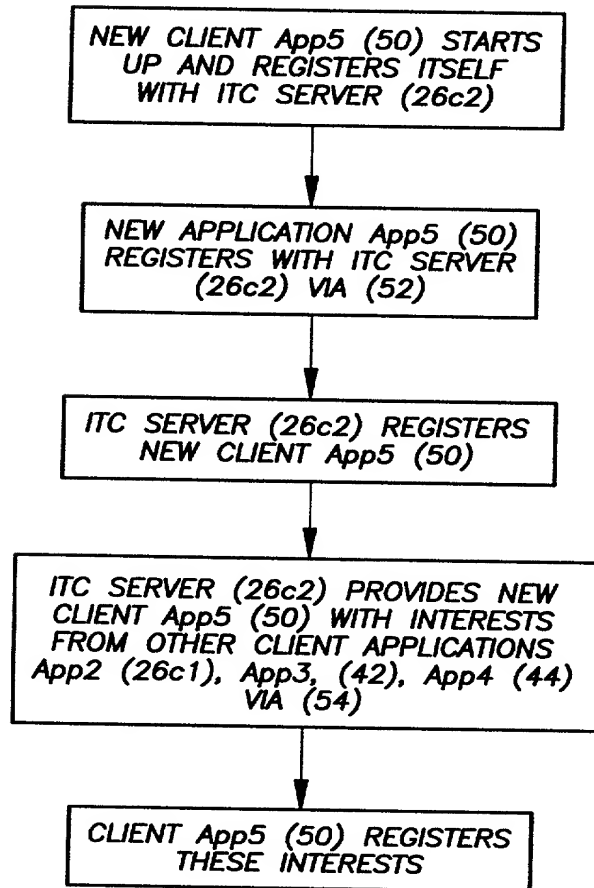 NEW CLIENT App5 (50) STARTS
UP AND REGISTERS ITSELF
WITH ITC SERVER (26c2)
NEW APPLICATION App5 (50)
REGISTERS WITH ITC SERVER
(26c2) VIA (52)
ITC SERVER (26c2) REGISTERS
NEW CLIENT App5 (50)
ITC SERVER (26c2) PROVIDES NEW
CLIENT App5 (50) WITH INTERESTS
FROM OTHER CLIENT APPLICATIONS
App2 (26c1), App3, (42), App4 (44)
VIA (54)
CLIENT App5 (50) REGISTERS
THESE INTERESTS